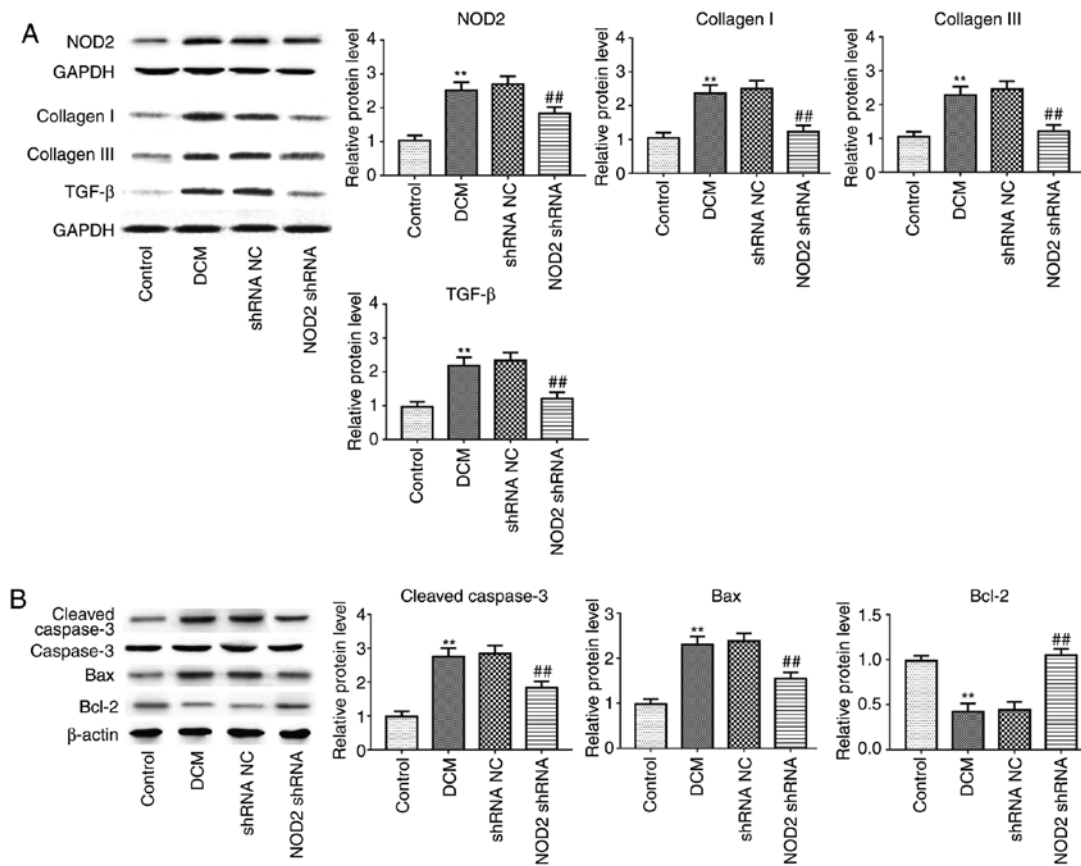 A
NOD2
GAPDH
Collagen I
Collagen III
TGF-β
GAPDH
Control
DCM
shRNA NC
NOD2 shRNA
NOD2
Relative protein level
4
3
2
1
0
**
##
Control
DCM
shRNA NC
NOD2 shRNA
Collagen I
Relative protein level
4
3
2
1
0
**
##
Control
DCM
shRNA NC
NOD2 shRNA
Collagen III
Relative protein level
4
3
2
1
0
**
##
Control
DCM
shRNA NC
NOD2 shRNA
TGF-β
Relative protein level
4
3
2
1
0
**
##
Control
DCM
shRNA NC
NOD2 shRNA
B
Cleaved
caspase-3
Caspase-3
Bax
Bcl-2
β-actin
Control
DCM
shRNA NC
NOD2 shRNA
Cleaved caspase-3
Relative protein level
4
3
2
1
0
**
##
Control
DCM
shRNA NC
NOD2 shRNA
Bax
Relative protein level
3
2
1
0
**
##
Control
DCM
shRNA NC
NOD2 shRNA
Bcl-2
Relative protein level
1.5
1.0
0.5
0.0
**
##
Control
DCM
shRNA NC
NOD2 shRNA